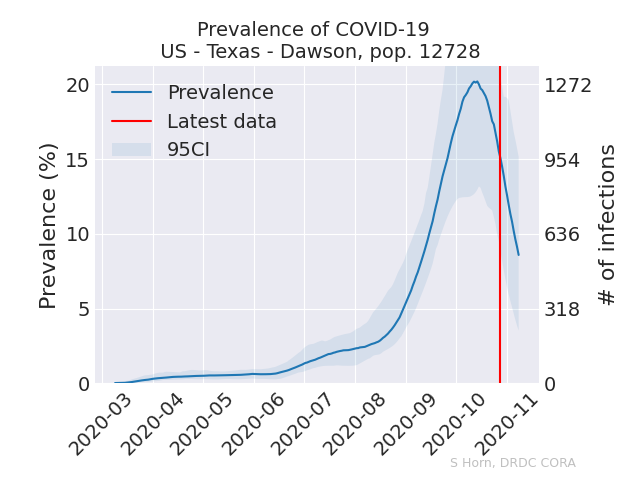 Prevalence of COVID-19
US - Texas - Dawson, pop. 12728
Prevalence
Latest data
95CI
Prevalence (%)
20
15
10
5
0
1272
954
636
318
0
# of infections
2020-03
2020-04
2020-05
2020-06
2020-07
2020-08
2020-09
2020-10
2020-11
S Horn, DRDC CORA